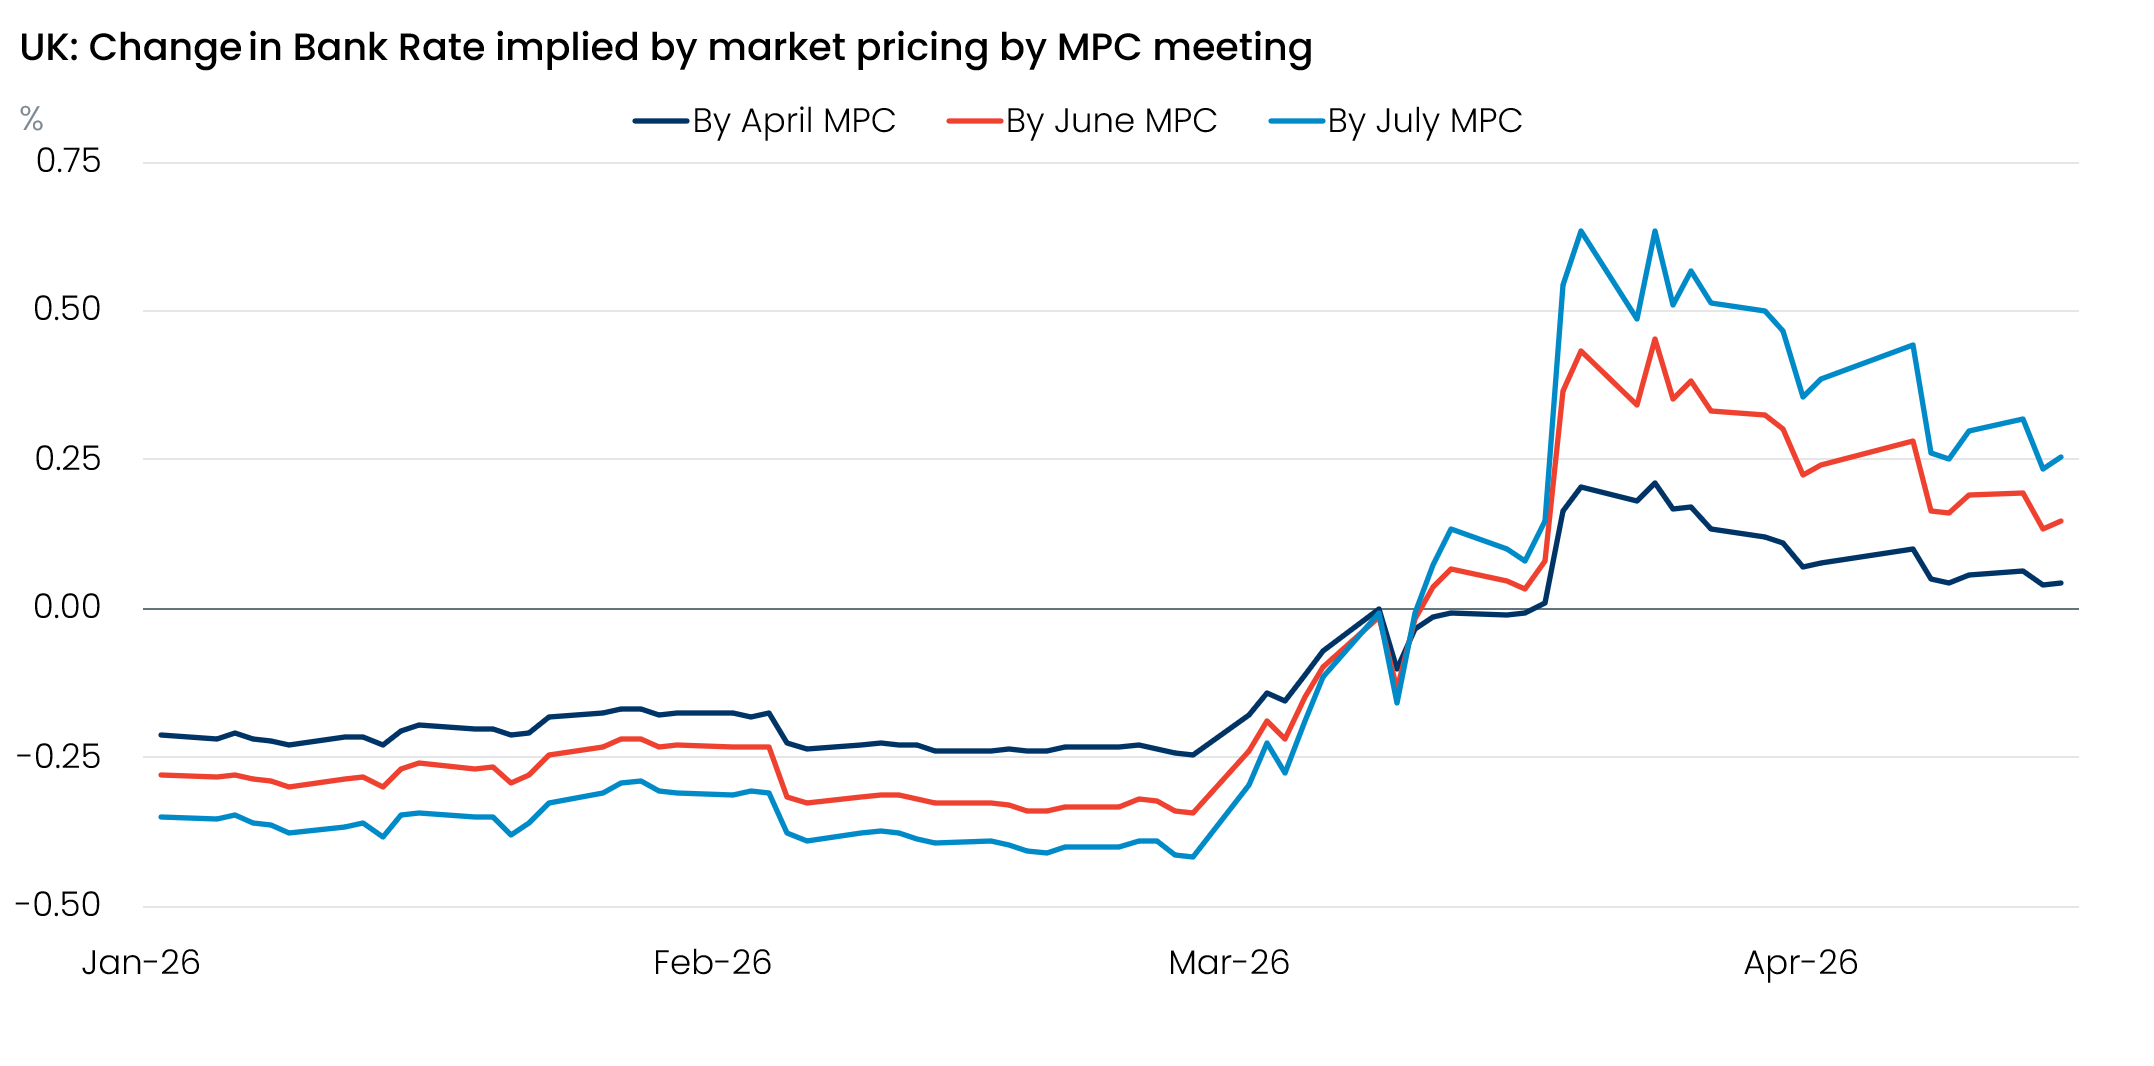 UK: Change in Bank Rate implied by market pricing by MPC meeting
%
By April MPC By June MPC By July MPC
0.75
0.50
0.25
0.00
-0.25
-0.50
Jan-26 Feb-26 Mar-26 Apr-26